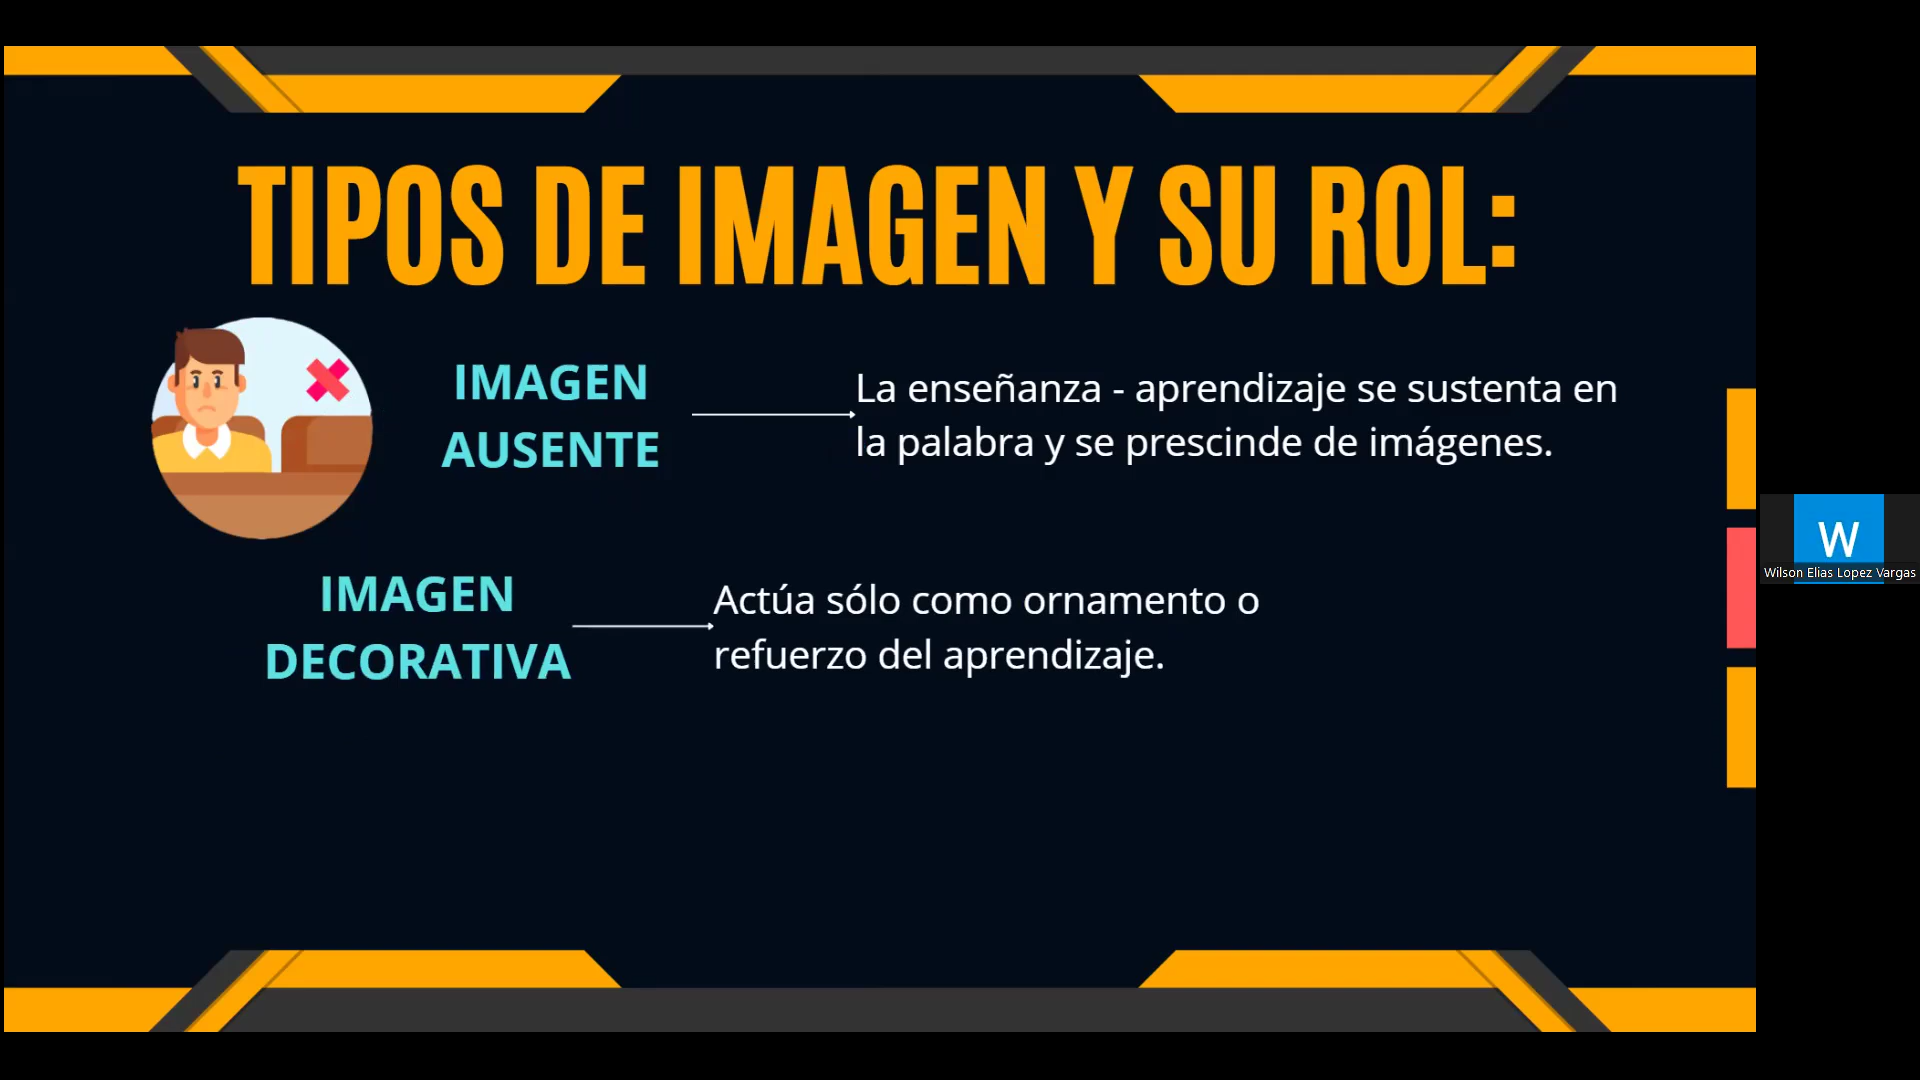 TIPOS DE IMAGEN Y SU ROL:
IMAGEN
AUSENTE
La enseñanza - aprendizaje se sustenta en
la palabra y se prescinde de imágenes.
IMAGEN
DECORATIVA
Actúa sólo como ornamento o
refuerzo del aprendizaje.
W
Wilson Elias Lopez Vargas